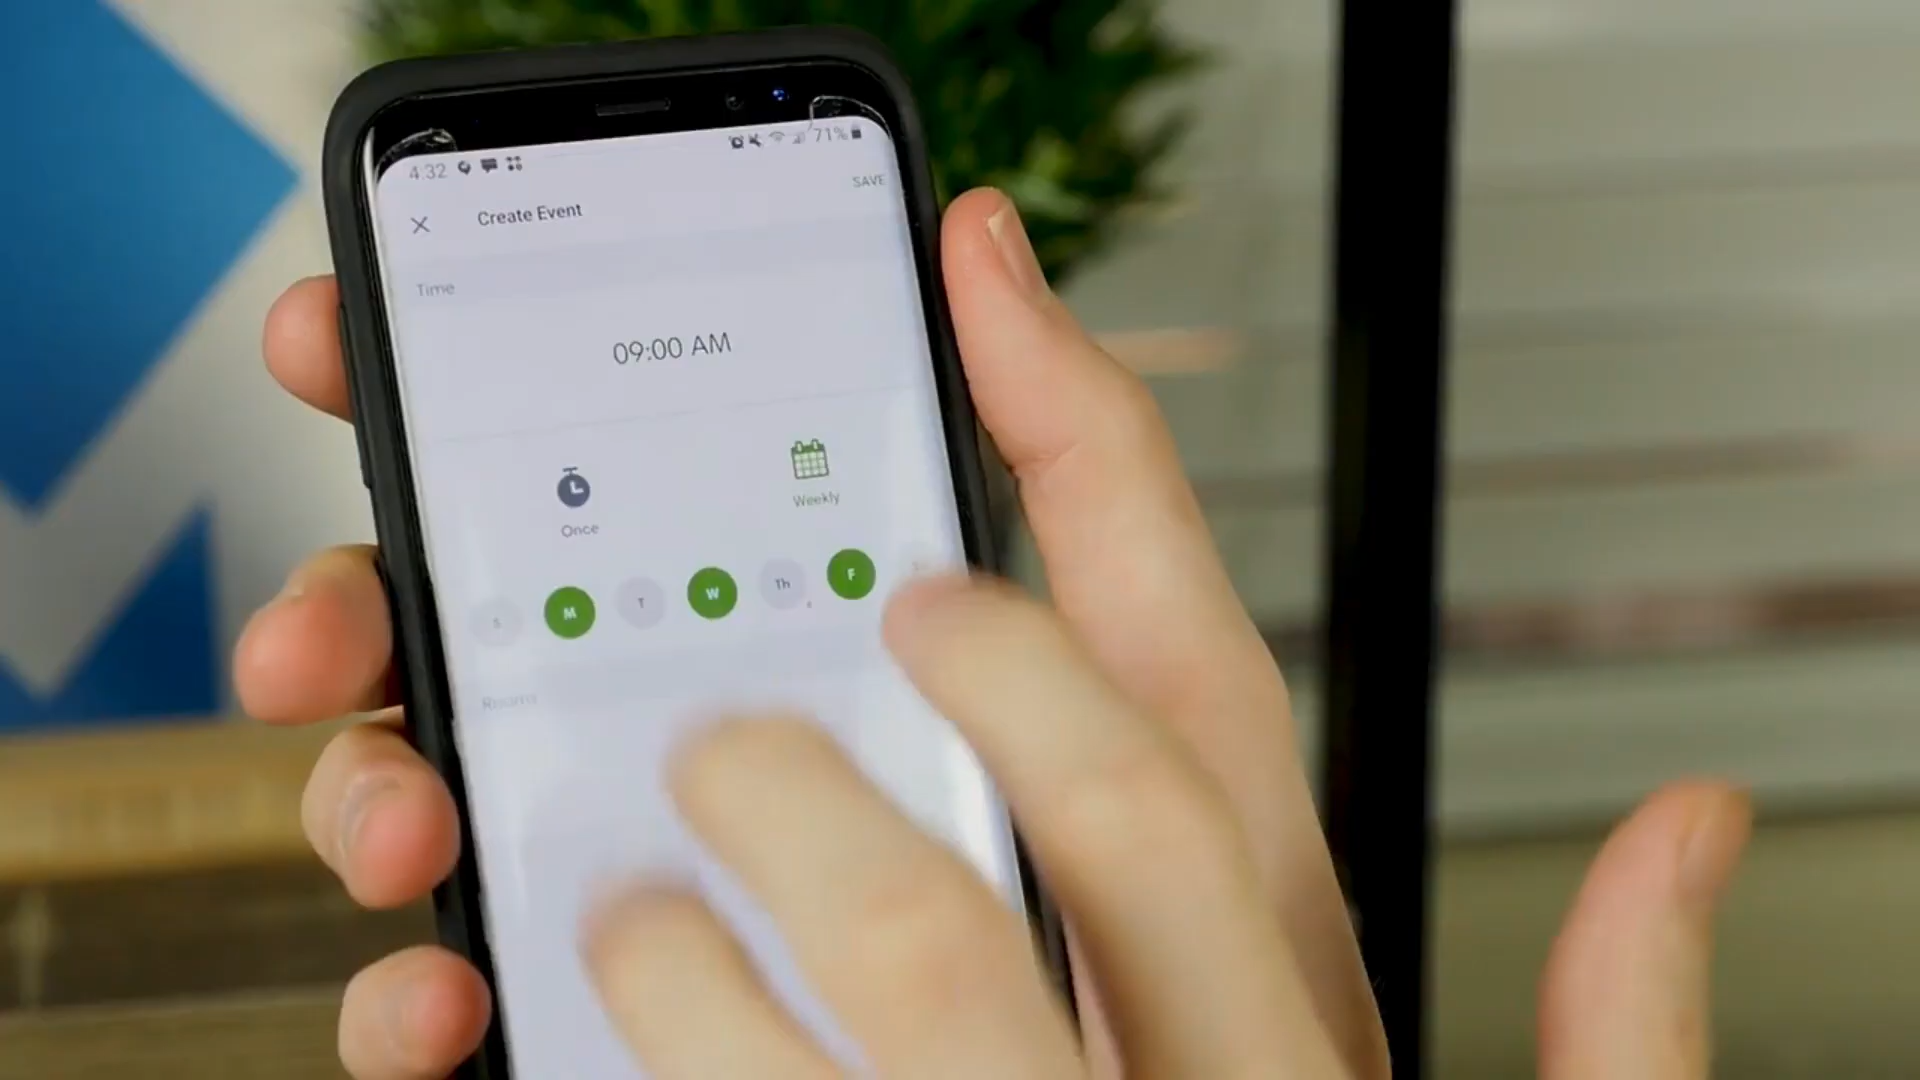 4:32 71%
SAVE
Create Event
Time
09:00 AM
Once Weekly
S M T W Th F
Rooms